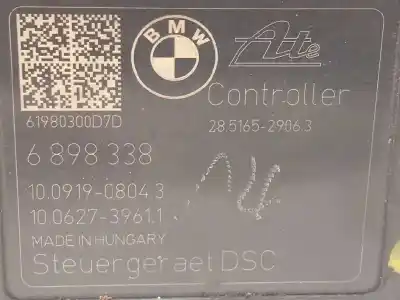 BMW
Ate
Controller
61980300D7D
28.5165-2906.3
6 898 338
14
10.0919-0804.3
10.0627-3961.1
MADE IN HUNGARY
Steuergeraet DSC